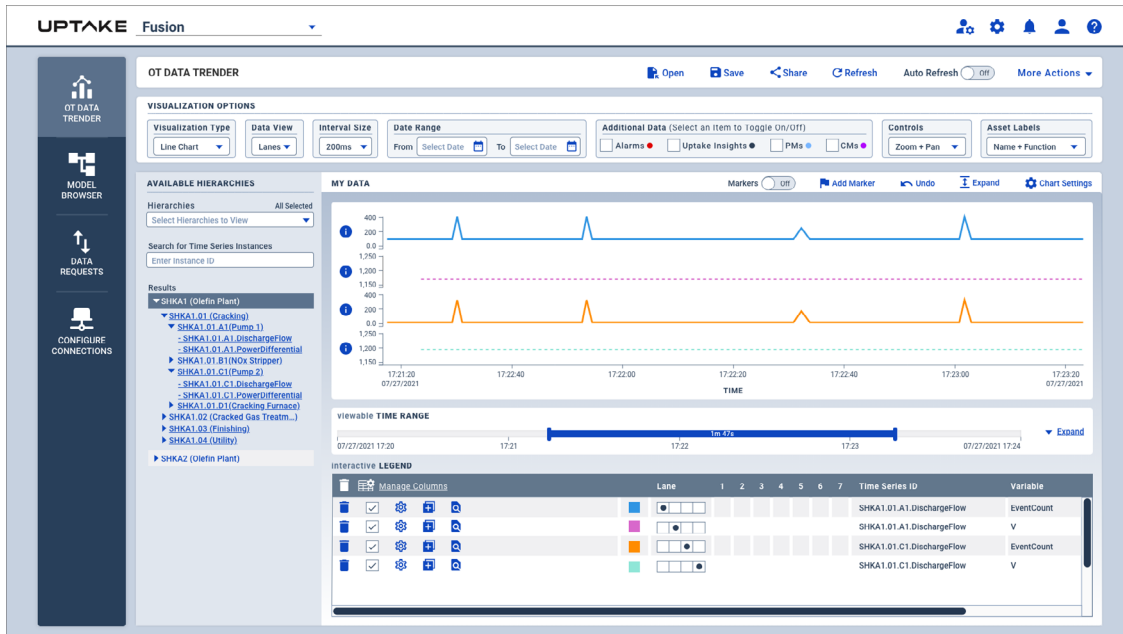 UPTAKE Fusion
OT DATA TRENDER
MODEL BROWSER
DATA REQUESTS
CONFIGURE CONNECTIONS
OT DATA TRENDER
Open Save Share Refresh Auto Refresh Off More Actions
VISUALIZATION OPTIONS
Visualization Type Data View Interval Size Date Range Additional Data (Select an Item to Toggle On/Off) Controls Asset Labels
Line Chart Lanes 200ms From Select Date To Select Date Alarms Uptake Insights PMs CMs Zoom + Pan Name + Function
AVAILABLE HIERARCHIES
Hierarchies All Selected
Select Hierarchies to View
Search for Time Series Instances
Enter Instance ID
Results
SHKA1 (Olefin Plant)
SHKA1.01 (Cracking)
SHKA1.01.A1(Pump 1)
- SHKA1.01.A1.DischargeFlow
- SHKA1.01.A1.PowerDifferential
SHKA1.01.B1(NOx Stripper)
SHKA1.01.C1(Pump 2)
- SHKA1.01.C1.DischargeFlow
- SHKA1.01.C1.PowerDifferential
SHKA1.01.D1(Cracking Furnace)
SHKA1.02 (Cracked Gas Treatm...)
SHKA1.03 (Finishing)
SHKA1.04 (Utility)
SHKA2 (Olefin Plant)
MY DATA Markers Off Add Marker Undo Expand Chart Settings
400
200
0.0
1,250
1,200
1,150
400
200
0.0
1,250
1,200
1,150
17:21:20 17:22:40 17:22:00 17:22:20 17:22:40 17:23:00 17:23:20
07/27/2021 07/27/2021
TIME
viewable TIME RANGE
1m 47s
Expand
07/27/2021 17:20 17:21 17:22 17:23 07/27/2021 17:24
interactive LEGEND
Manage Columns Lane 1 2 3 4 5 6 7 Time Series ID Variable
SHKA1.01.A1.DischargeFlow EventCount
SHKA1.01.A1.DischargeFlow V
SHKA1.01.C1.DischargeFlow EventCount
SHKA1.01.C1.DischargeFlow V